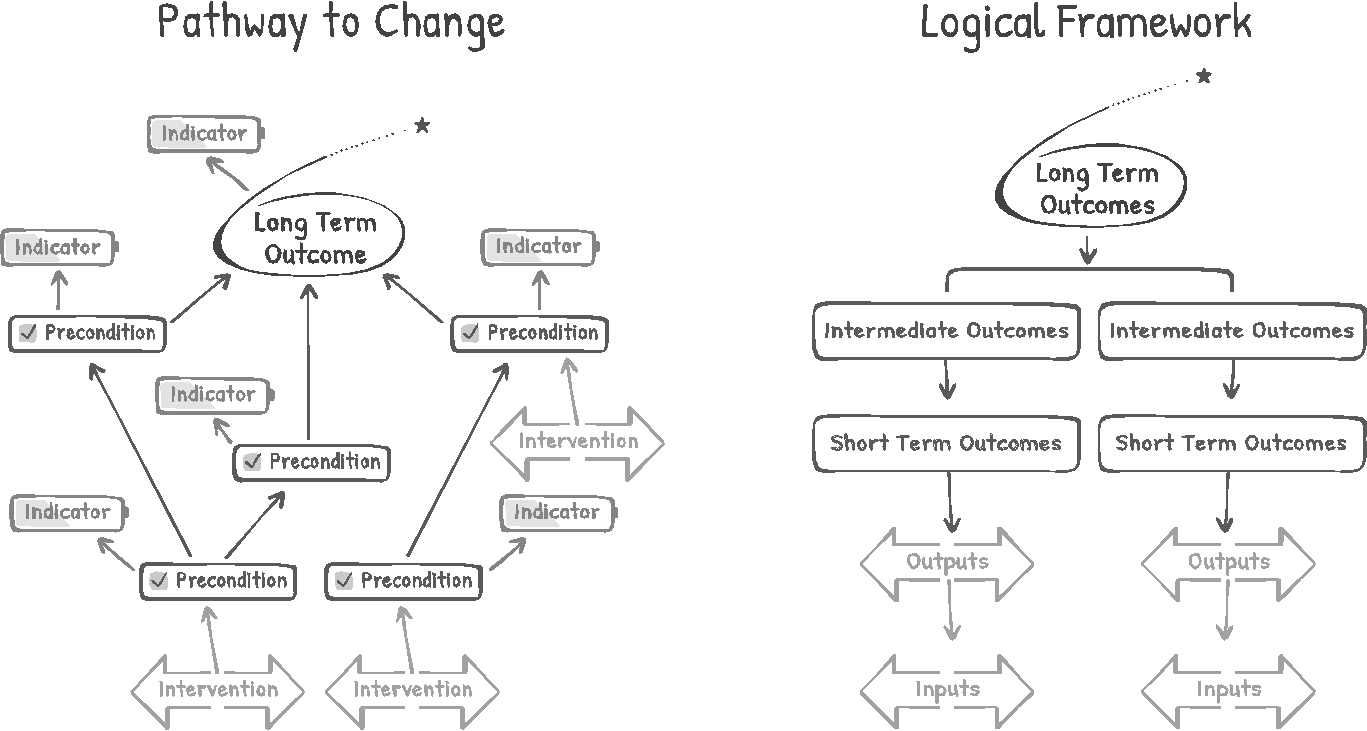 Pathway to Change
Indicator
Long Term
Outcome
Indicator
Indicator
Precondition
Precondition
Indicator
Intervention
Precondition
Indicator
Indicator
Precondition
Precondition
Intervention
Intervention
Logical Framework
Long Term
Outcomes
Intermediate Outcomes
Intermediate Outcomes
Short Term Outcomes
Short Term Outcomes
Outputs
Outputs
Inputs
Inputs